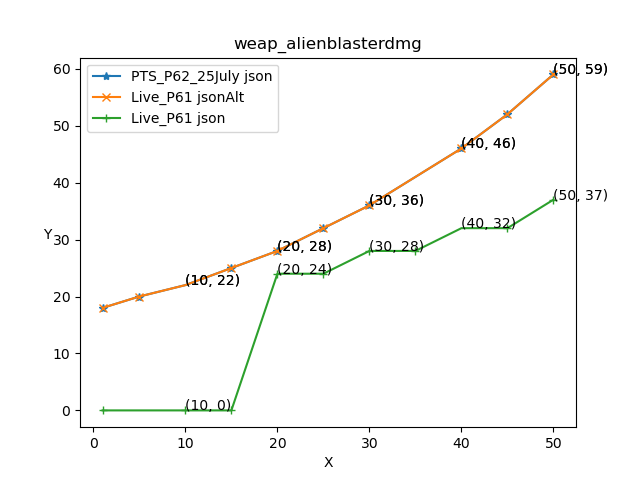 weap_alienblasterdmg
PTS_P62_25July json
Live_P61 jsonAlt
Live_P61 json
Y
60
50
40
30
20
10
0
(50, 59)
(40, 46)
(30, 36)
(20, 28)
(10, 22)
(50, 37)
(40, 32)
(30, 28)
(20, 24)
(10, 0)
0 10 20 30 40 50
X